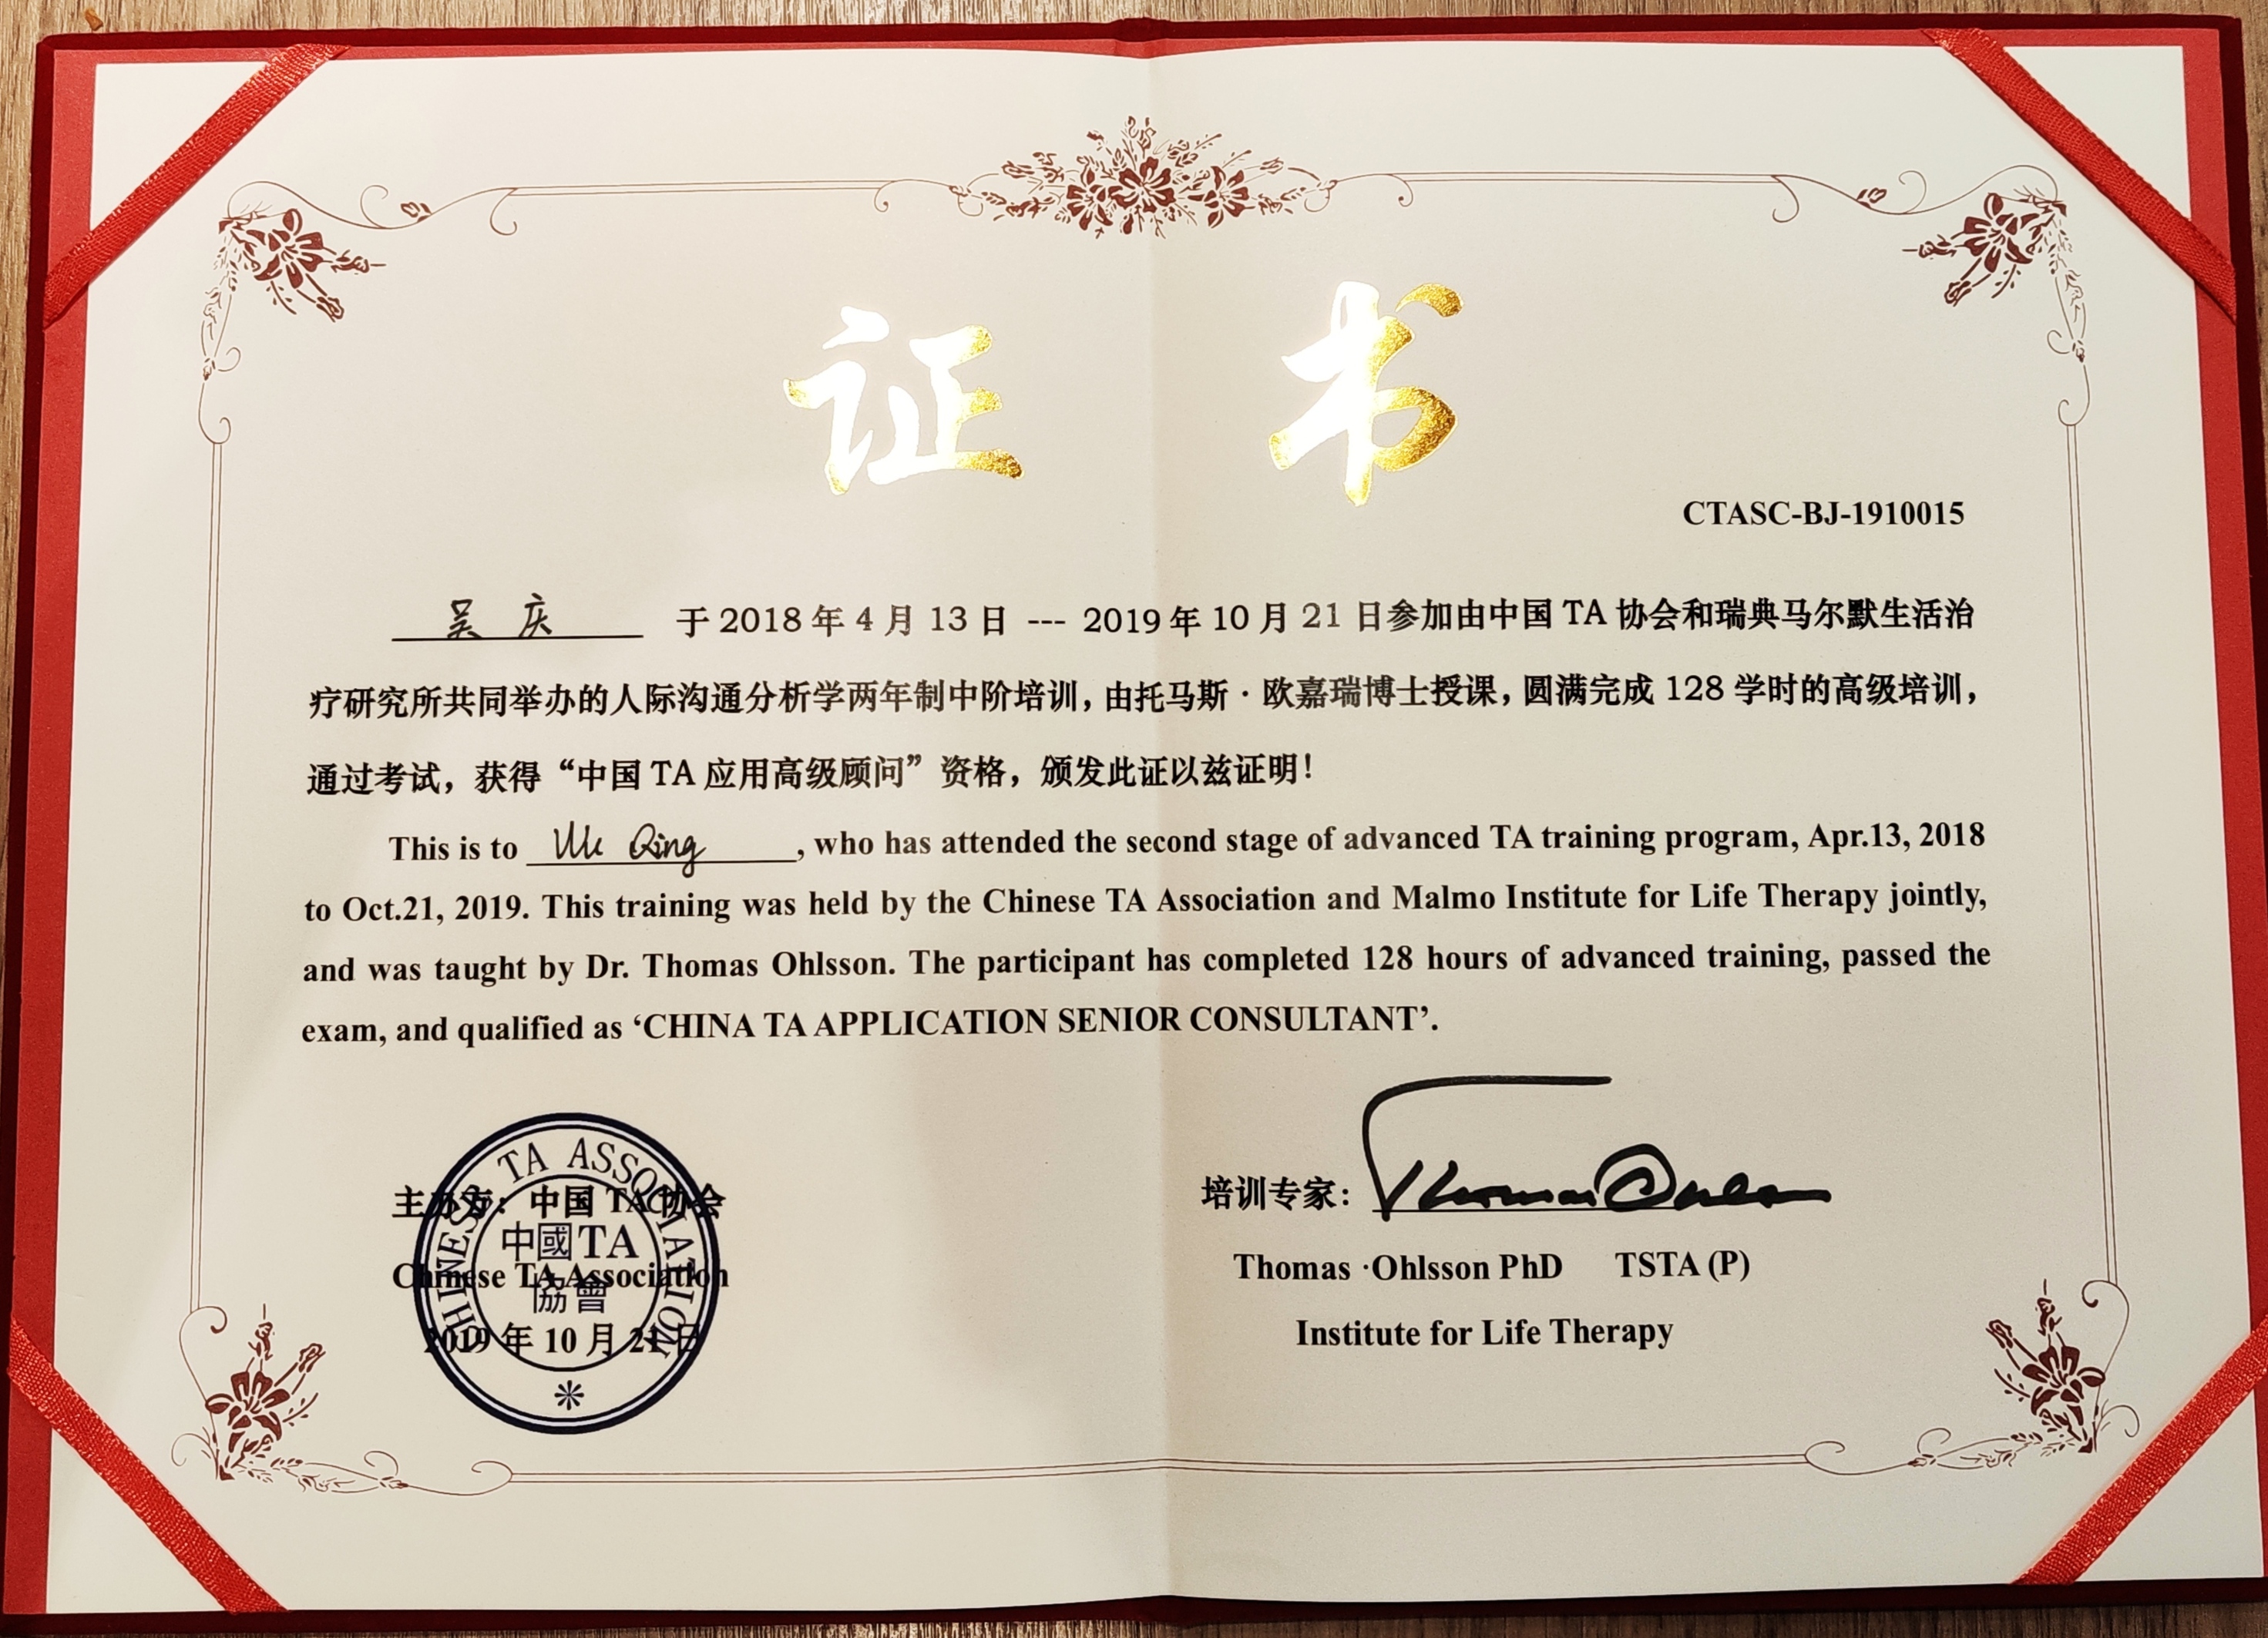 证 书
CTASC-BJ-1910015
吴 庆 于 2018 年 4 月 13 日 --- 2019 年 10 月 21 日参加由中国 TA 协会和瑞典马尔默生活治
疗研究所共同举办的人际沟通分析学两年制中阶培训，由托马斯 · 欧嘉瑞博士授课，圆满完成 128 学时的高级培训，
通过考试，获得“中国 TA 应用高级顾问”资格，颁发此证以兹证明！
This is to Wu Qing , who has attended the second stage of advanced TA training program, Apr.13, 2018
to Oct.21, 2019. This training was held by the Chinese TA Association and Malmo Institute for Life Therapy jointly,
and was taught by Dr. Thomas Ohlsson. The participant has completed 128 hours of advanced training, passed the
exam, and qualified as ‘CHINA TA APPLICATION SENIOR CONSULTANT’.
主办方：中国 TA 协会
Chinese TA Association
2019 年 10 月 21 日
CHINESE TA ASSOCIATION
中國TA
協會
培训专家: Thomas Ohlsson
Thomas ·Ohlsson PhD TSTA (P)
Institute for Life Therapy